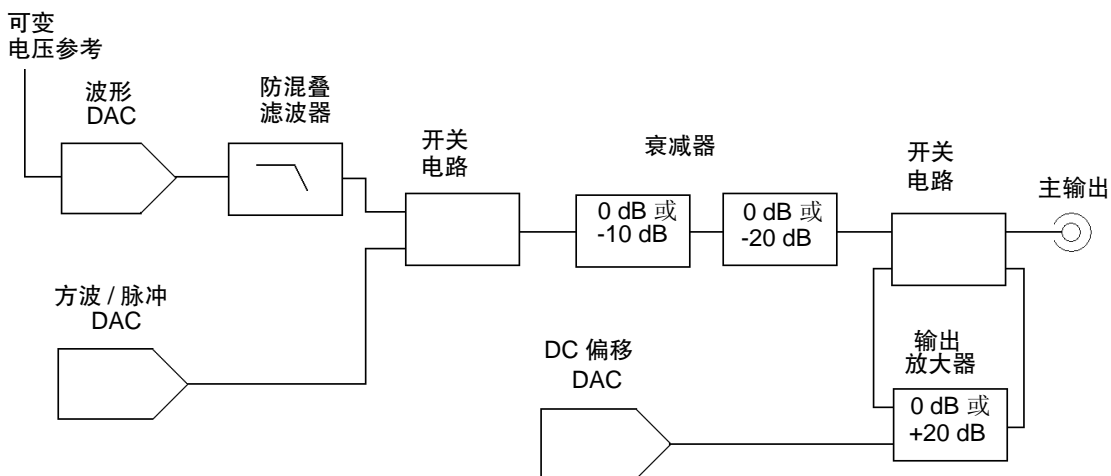 可变
电压参考
波形
DAC
防混叠
滤波器
开关
电路
衰减器
开关
电路
主输出
0 dB 或
-10 dB
0 dB 或
-20 dB
方波 / 脉冲
DAC
DC 偏移
DAC
输出
放大器
0 dB 或
+20 dB